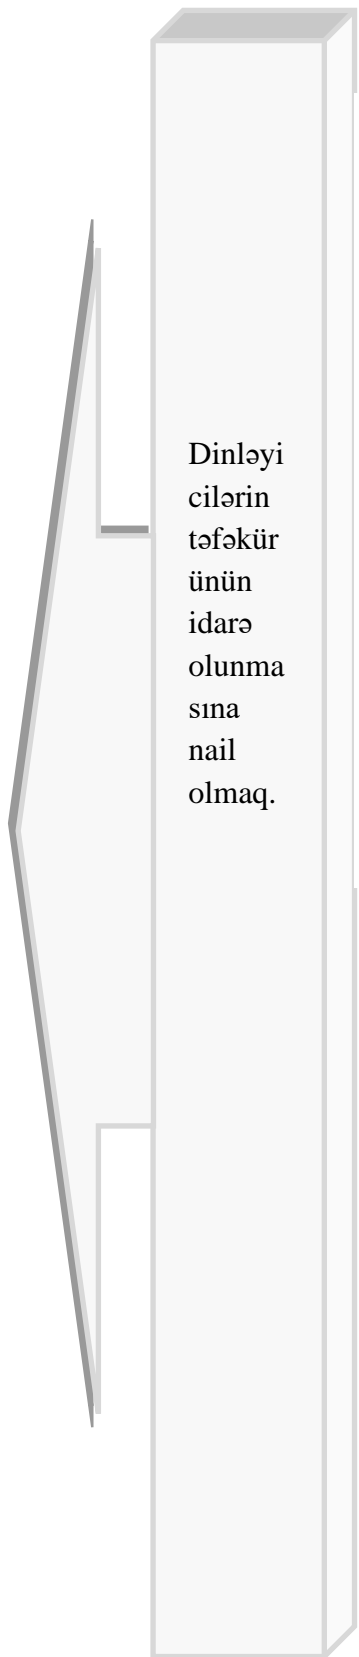 Dinləyi
cilərin
təfəkür
ünün
idarə
olunma
sına
nail
olmaq.